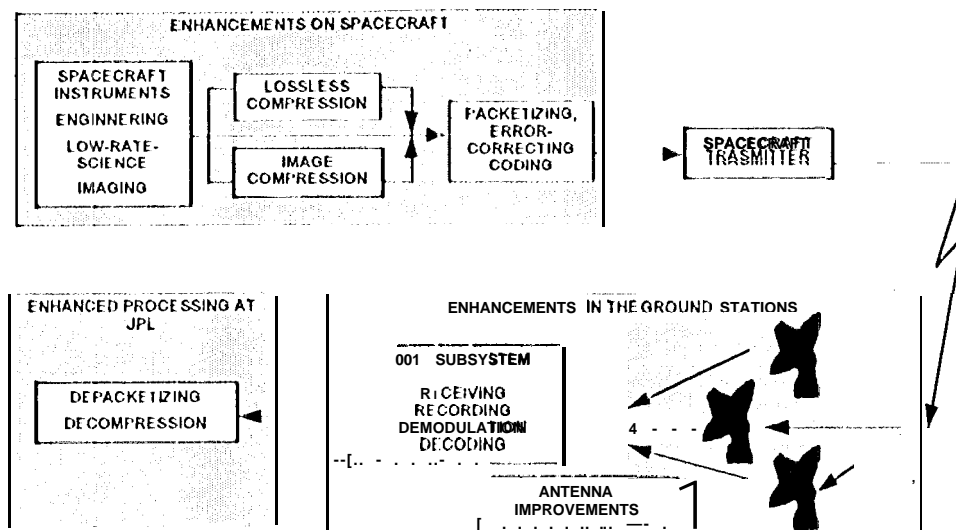 ENHANCEMENTS ON SPACECRAFT
SPACECRAFT
INSTRUMENTS
ENGINNERING
LOW-RATE-
SCIENCE
IMAGING
LOSSLESS
COMPRESSION
IMAGE
COMPRESSION
PACKETIZING,
ERROR-
CORRECTING
CODING
SPACECRAFT
TRASMITTER
ENHANCED PROCESSING AT
JPL
DEPACKETIZING
DECOMPRESSION
ENHANCEMENTS IN THE GROUND STATIONS
001 SUBSYSTEM
RECEIVING
RECORDING
DEMODULATION
DECODING
4
ANTENNA
IMPROVEMENTS